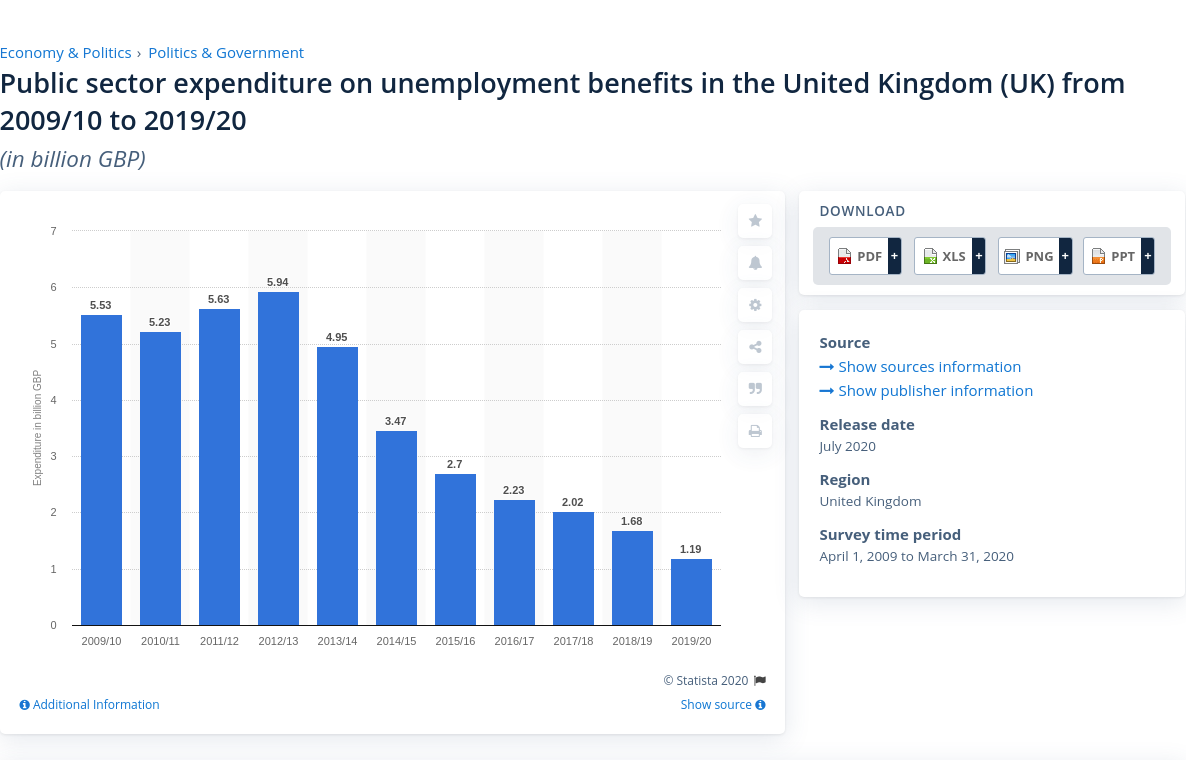 Economy & Politics › Politics & Government
Public sector expenditure on unemployment benefits in the United Kingdom (UK) from
2009/10 to 2019/20
(in billion GBP)
7
6
5
4
3
2
1
0
Expenditure in billion GBP
5.53
5.23
5.63
5.94
4.95
3.47
2.7
2.23
2.02
1.68
1.19
2009/10
2010/11
2011/12
2012/13
2013/14
2014/15
2015/16
2016/17
2017/18
2018/19
2019/20
© Statista 2020
Additional Information
Show source
DOWNLOAD
PDF +
XLS +
PNG +
PPT +
Source
Show sources information
Show publisher information
Release date
July 2020
Region
United Kingdom
Survey time period
April 1, 2009 to March 31, 2020